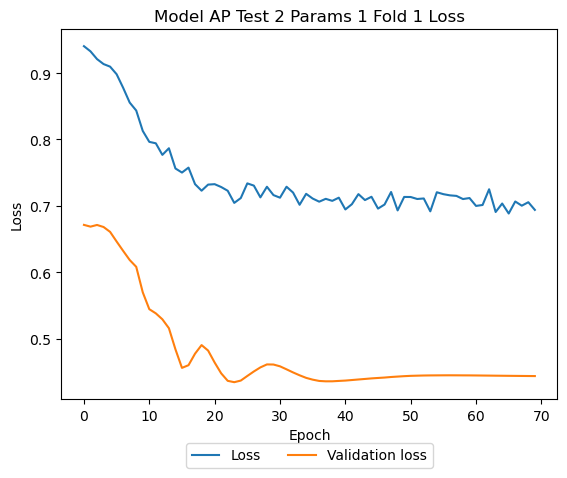 Model AP Test 2 Params 1 Fold 1 Loss
0.9
0.8
0.7
0.6
0.5
Loss
0 10 20 30 40 50 60 70
Epoch
Loss Validation loss